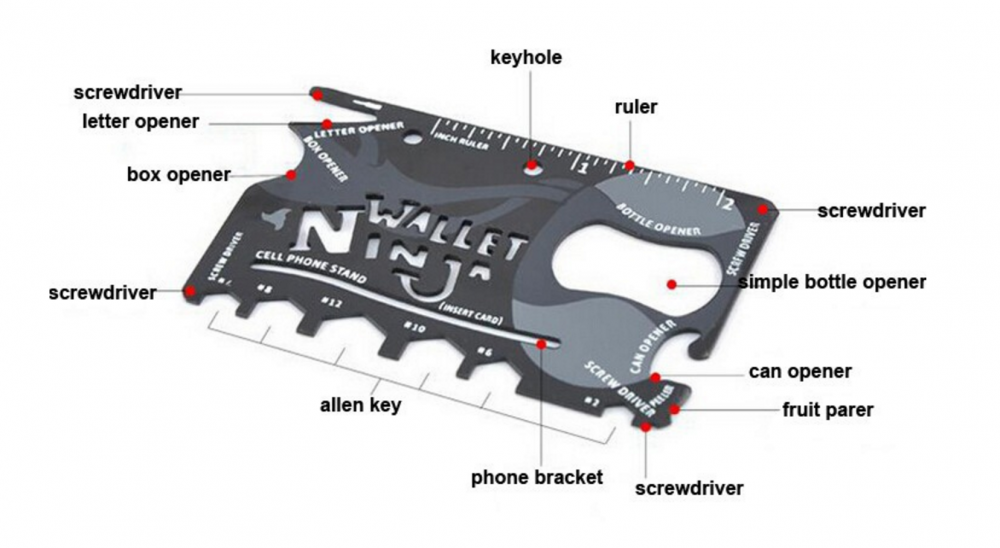 keyhole
screwdriver
ruler
letter opener
LETTER OPENER
INCH RULER
BOX OPENER
1
box opener
2
screwdriver
BOTTLE OPENER
SCREW DRIVER
WALLET
NINJA
SCREW DRIVER
CELL PHONE STAND
simple bottle opener
screwdriver
#8
#12
(INSERT CARD)
#10
#6
CAN OPENER
can opener
SCREW DRIVER
PEELER
#2
fruit parer
allen key
phone bracket
screwdriver